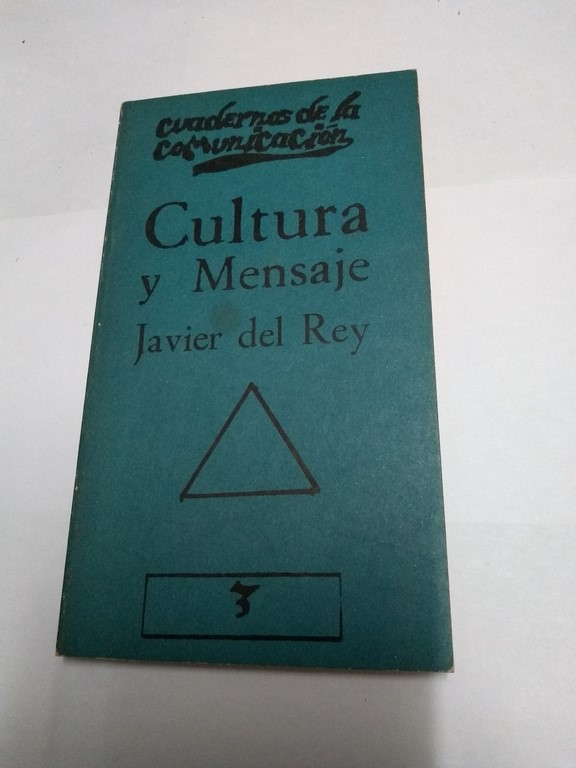 cuadernos de la
comunicación
Cultura
y Mensaje
Javier del Rey
3